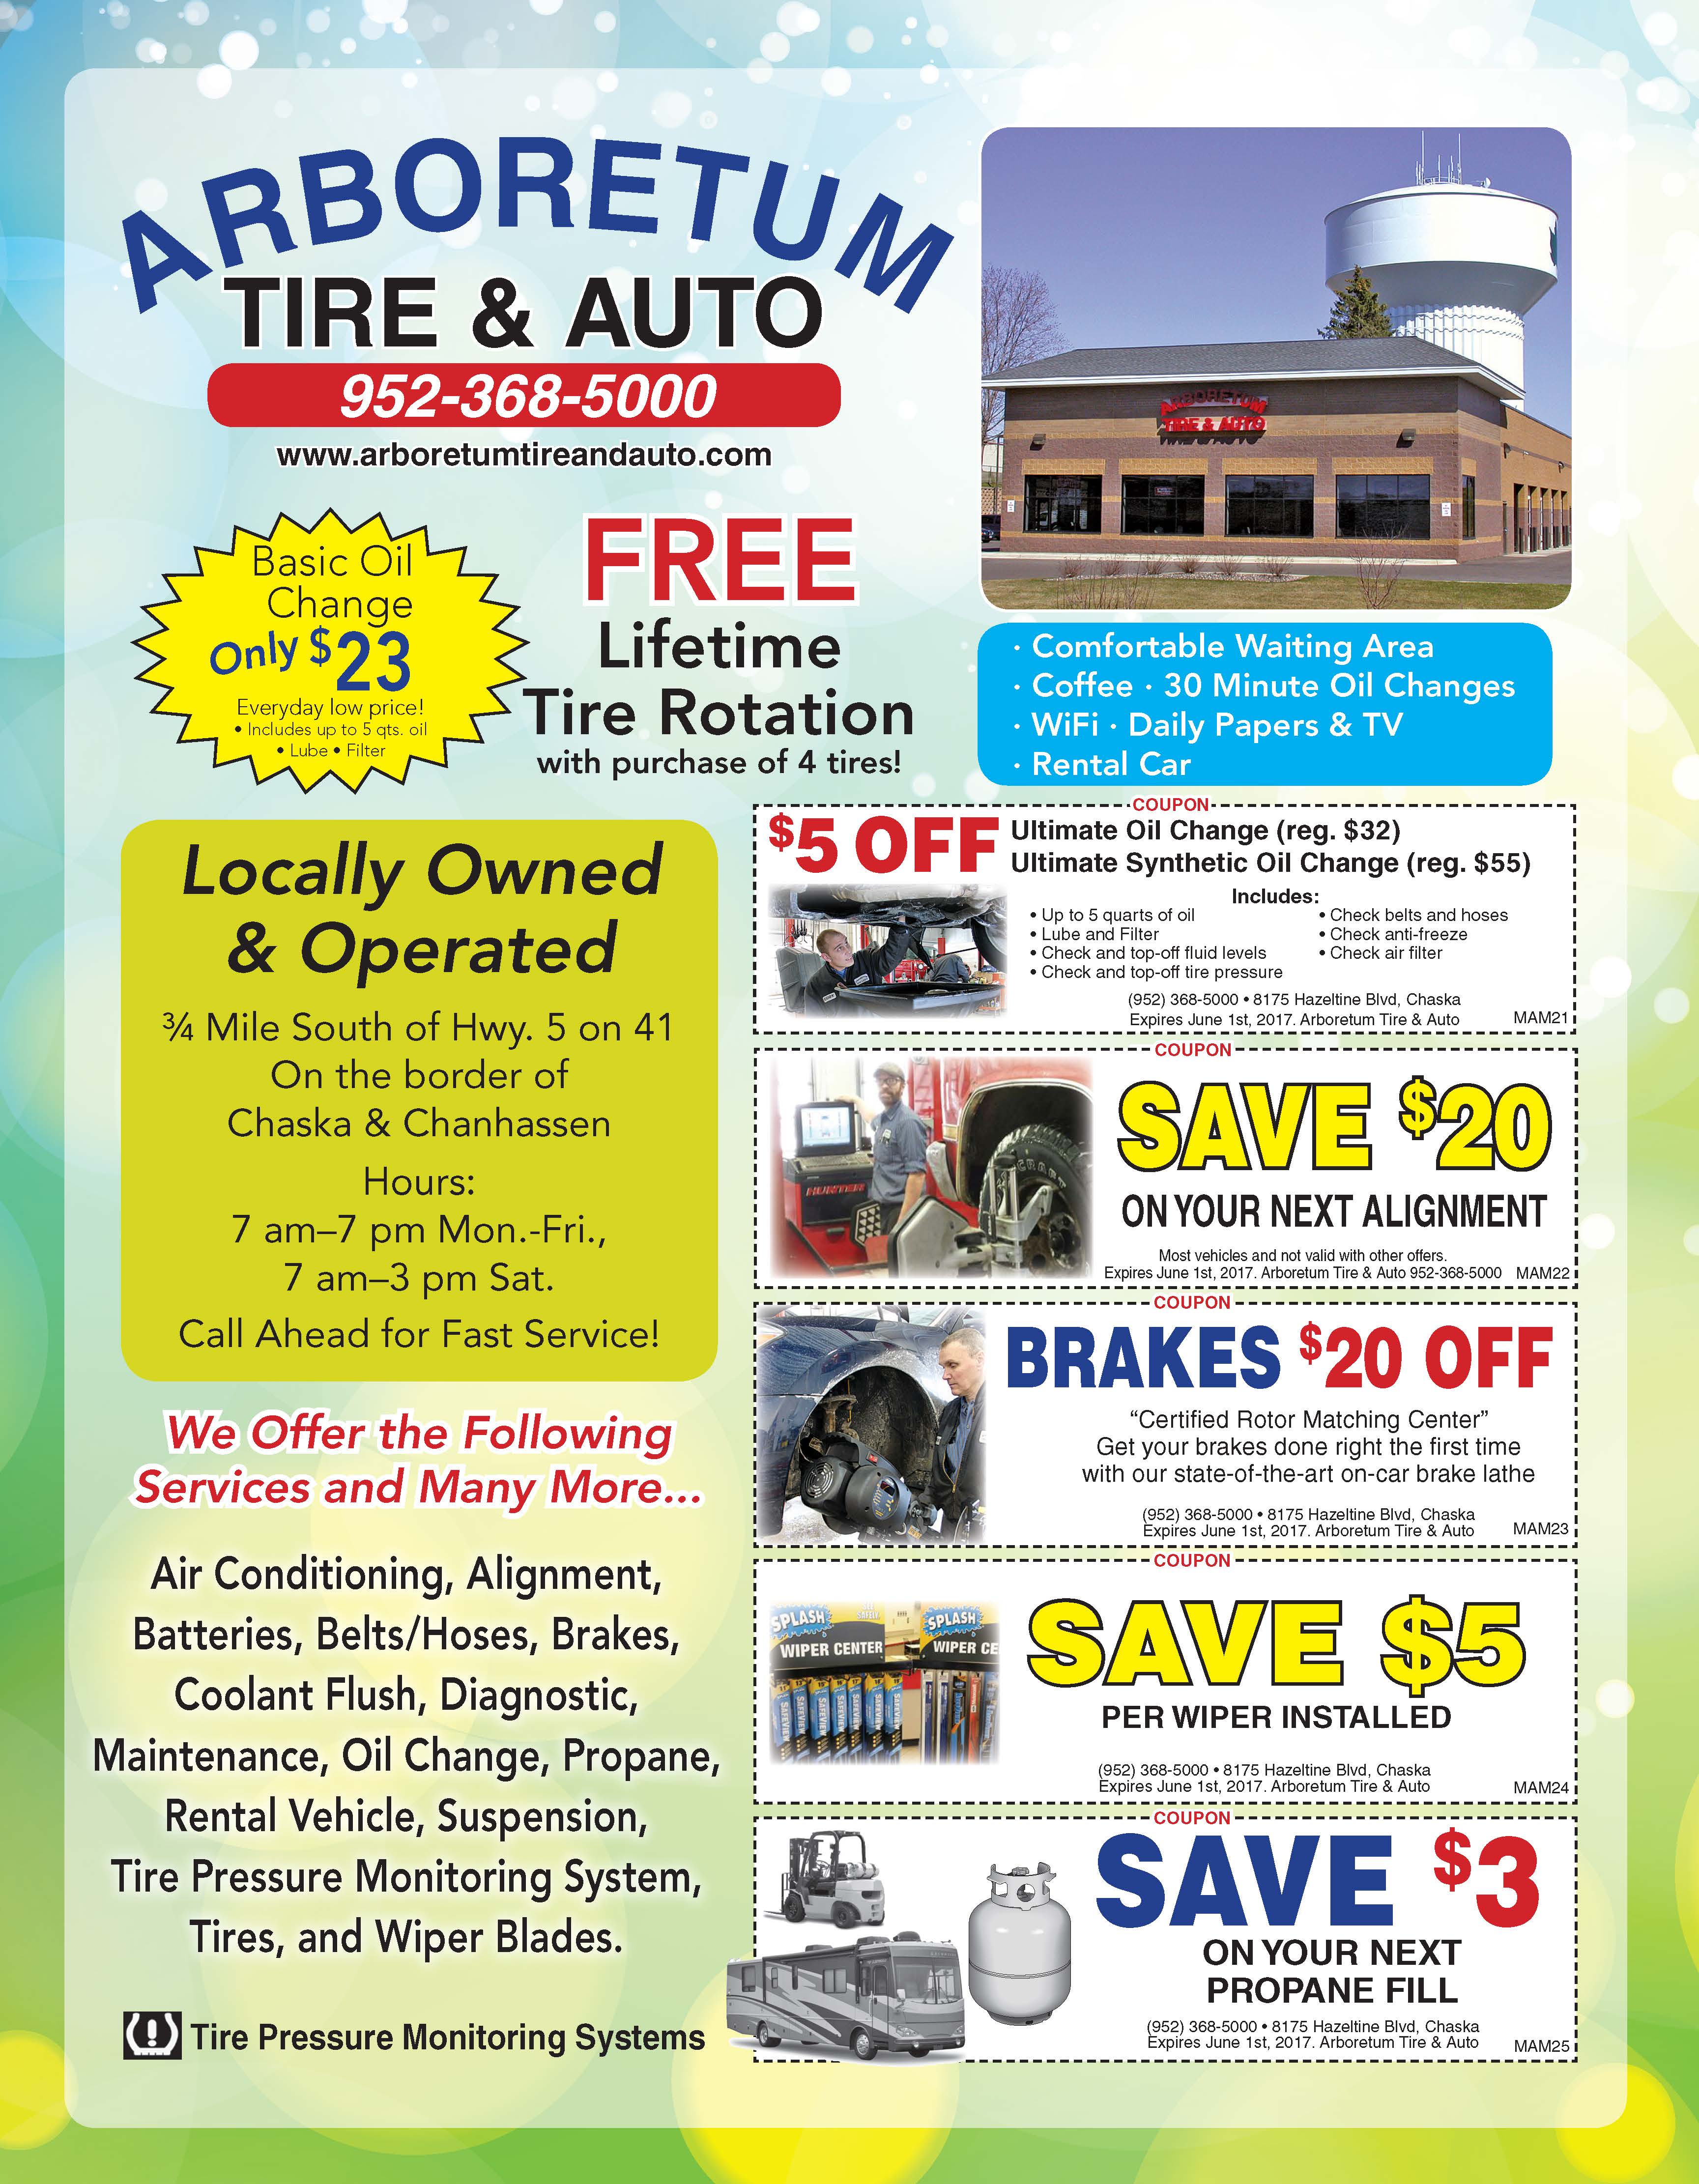 ARBORETUM
TIRE & AUTO
952-368-5000
www.arboretumtireandauto.com
ARBORETUM
TIRE & AUTO
Basic Oil
Change
Only $23
Everyday low price!
• Includes up to 5 qts. oil
• Lube • Filter
FREE
Lifetime
Tire Rotation
with purchase of 4 tires!
· Comfortable Waiting Area
· Coffee · 30 Minute Oil Changes
· WiFi · Daily Papers & TV
· Rental Car
Locally Owned
& Operated
¾ Mile South of Hwy. 5 on 41
On the border of
Chaska & Chanhassen
Hours:
7 am–7 pm Mon.-Fri.,
7 am–3 pm Sat.
Call Ahead for Fast Service!
We Offer the Following
Services and Many More...
Air Conditioning, Alignment,
Batteries, Belts/Hoses, Brakes,
Coolant Flush, Diagnostic,
Maintenance, Oil Change, Propane,
Rental Vehicle, Suspension,
Tire Pressure Monitoring System,
Tires, and Wiper Blades.
Tire Pressure Monitoring Systems
COUPON
$5 OFF
Ultimate Oil Change (reg. $32)
Ultimate Synthetic Oil Change (reg. $55)
Includes:
• Up to 5 quarts of oil
• Lube and Filter
• Check and top-off fluid levels
• Check and top-off tire pressure
• Check belts and hoses
• Check anti-freeze
• Check air filter
(952) 368-5000 • 8175 Hazeltine Blvd, Chaska
Expires June 1st, 2017. Arboretum Tire & Auto
MAM21
COUPON
HUNTER
CRAFT
SAVE $20
ON YOUR NEXT ALIGNMENT
Most vehicles and not valid with other offers.
Expires June 1st, 2017. Arboretum Tire & Auto 952-368-5000
MAM22
COUPON
BRAKES $20 OFF
“Certified Rotor Matching Center”
Get your brakes done right the first time
with our state-of-the-art on-car brake lathe
(952) 368-5000 • 8175 Hazeltine Blvd, Chaska
Expires June 1st, 2017. Arboretum Tire & Auto
MAM23
COUPON
SPLASH
WIPER CENTER
SPLASH
WIPER CE
SAVE $5
PER WIPER INSTALLED
(952) 368-5000 • 8175 Hazeltine Blvd, Chaska
Expires June 1st, 2017. Arboretum Tire & Auto
MAM24
COUPON
SAVE $3
ON YOUR NEXT
PROPANE FILL
(952) 368-5000 • 8175 Hazeltine Blvd, Chaska
Expires June 1st, 2017. Arboretum Tire & Auto
MAM25